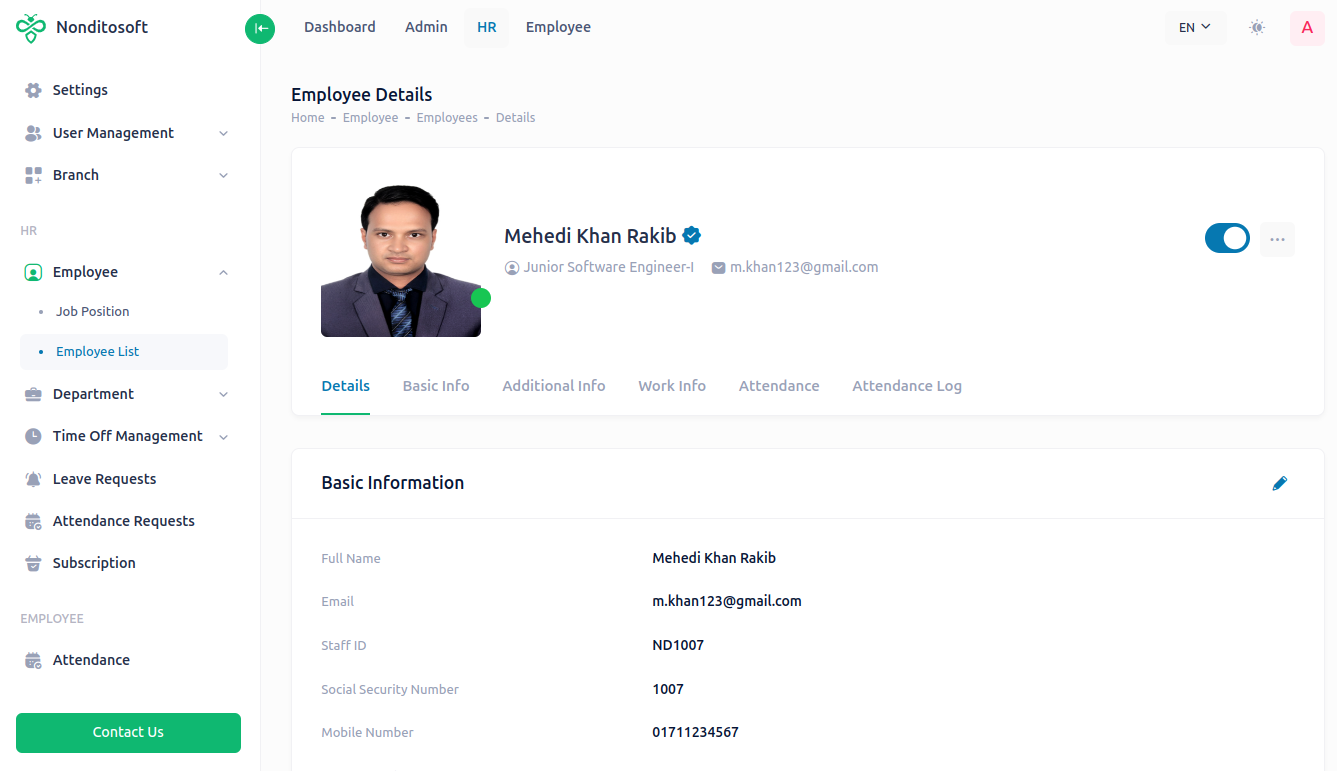 Nonditosoft
Dashboard Admin HR Employee EN A
Settings
User Management
Branch
HR
Employee
Job Position
Employee List
Department
Time Off Management
Leave Requests
Attendance Requests
Subscription
EMPLOYEE
Attendance
Contact Us
Employee Details
Home - Employee - Employees - Details
Mehedi Khan Rakib
Junior Software Engineer-I m.khan123@gmail.com
Details Basic Info Additional Info Work Info Attendance Attendance Log
Basic Information
Full Name Mehedi Khan Rakib
Email m.khan123@gmail.com
Staff ID ND1007
Social Security Number 1007
Mobile Number 01711234567